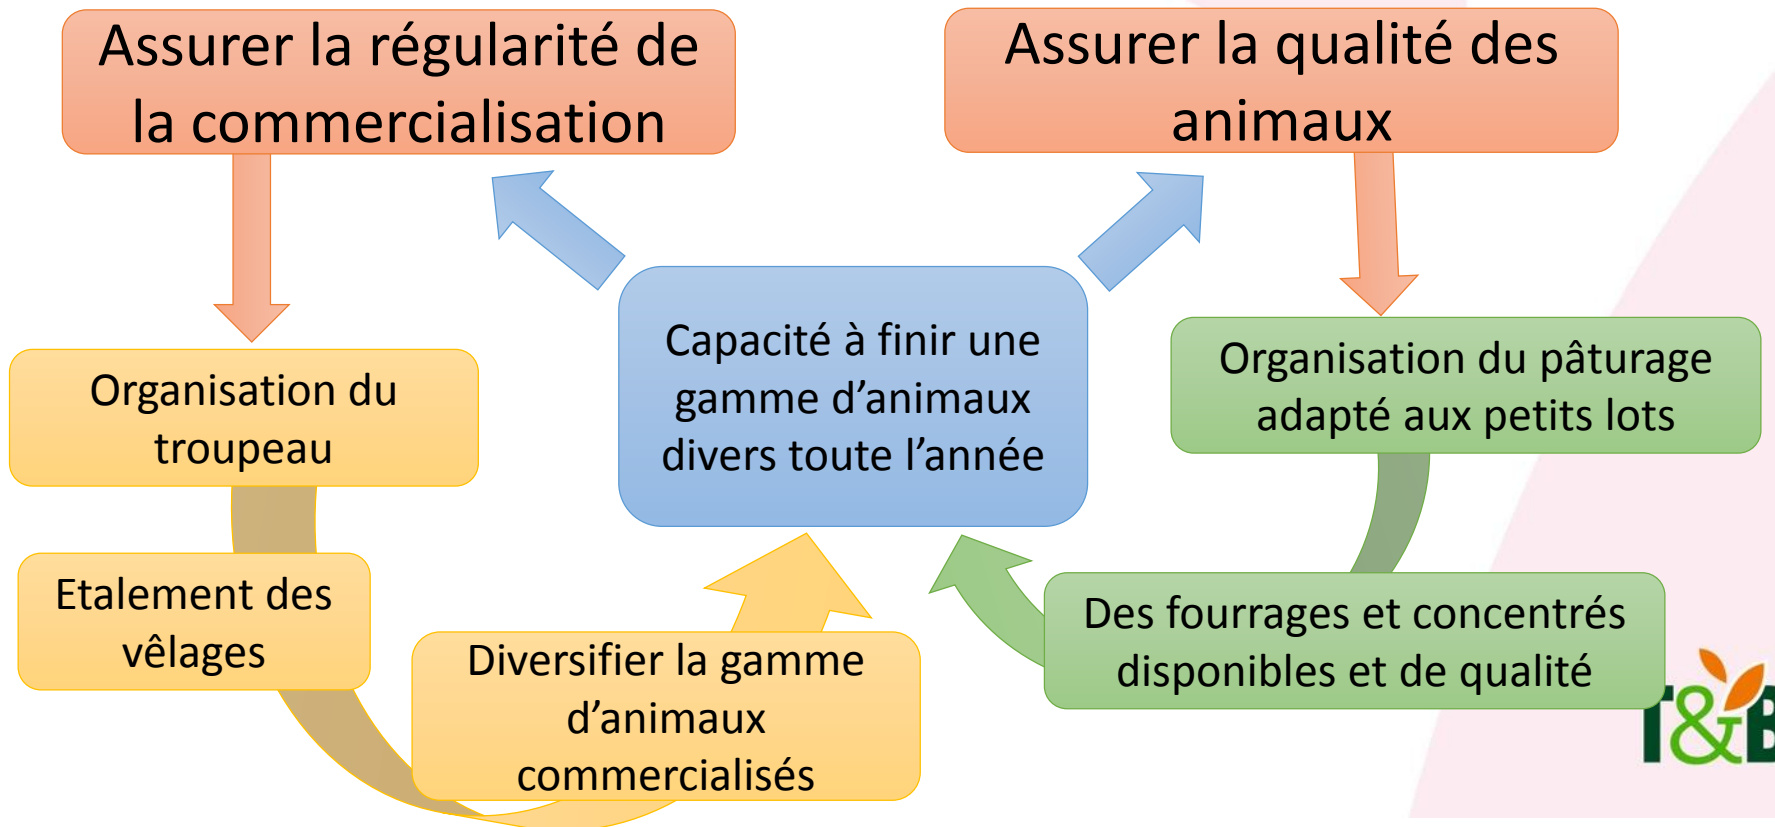 Assurer la régularité de
la commercialisation
Assurer la qualité des
animaux
Capacité à finir une
gamme d’animaux
divers toute l’année
Organisation du
troupeau
Etalement des
vêlages
Diversifier la gamme
d’animaux
commercialisés
Organisation du pâturage
adapté aux petits lots
Des fourrages et concentrés
disponibles et de qualité
T&B